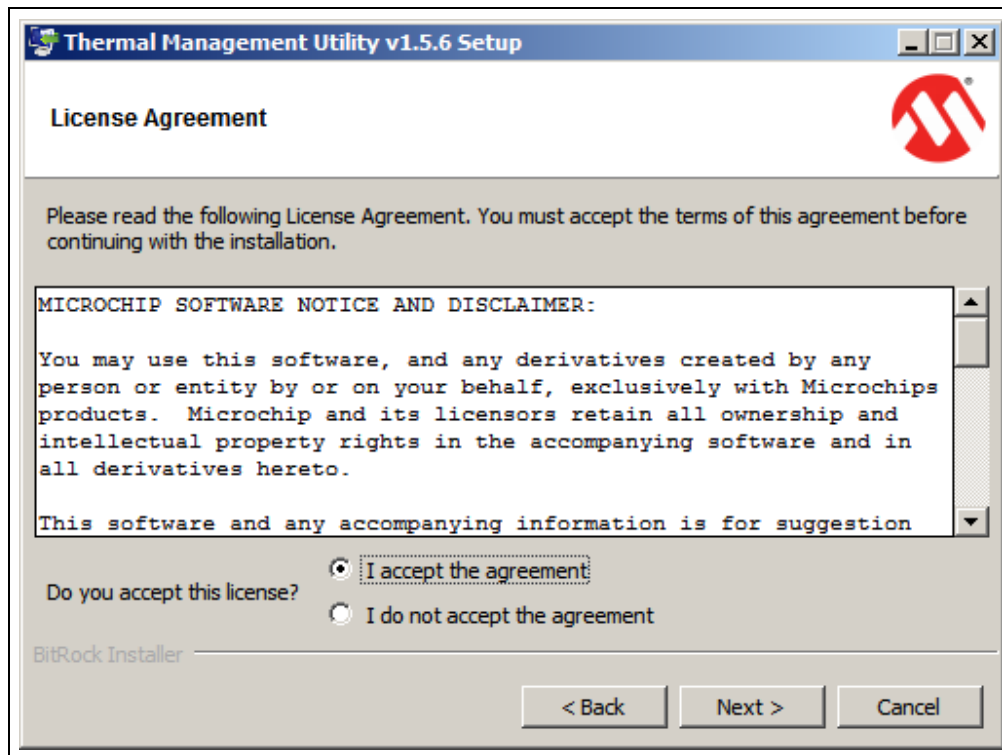 Thermal Management Utility v1.5.6 Setup
License Agreement
Please read the following License Agreement. You must accept the terms of this agreement before
continuing with the installation.
MICROCHIP SOFTWARE NOTICE AND DISCLAIMER:
You may use this software, and any derivatives created by any
person or entity by or on your behalf, exclusively with Microchips
products.  Microchip and its licensors retain all ownership and
intellectual property rights in the accompanying software and in
all derivatives hereto.
This software and any accompanying information is for suggestion
Do you accept this license?
I accept the agreement
I do not accept the agreement
BitRock Installer
< Back
Next >
Cancel